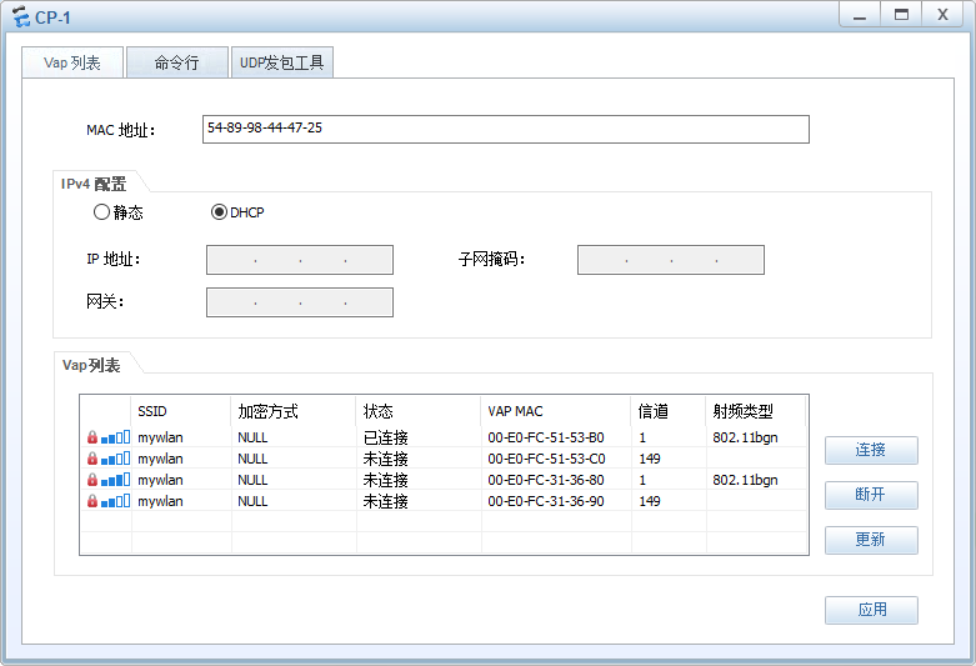 CP-1
Vap 列表 命令行 UDP发包工具
MAC 地址: 54-89-98-44-47-25
IPv4 配置
静态 DHCP
IP 地址: . . . 子网掩码: . . .
网关: . . .
Vap列表
SSID 加密方式 状态 VAP MAC 信道 射频类型
mywlan NULL 已连接 00-E0-FC-51-53-B0 1 802.11bgn
mywlan NULL 未连接 00-E0-FC-51-53-C0 149
mywlan NULL 未连接 00-E0-FC-31-36-80 1 802.11bgn
mywlan NULL 未连接 00-E0-FC-31-36-90 149
连接
断开
更新
应用